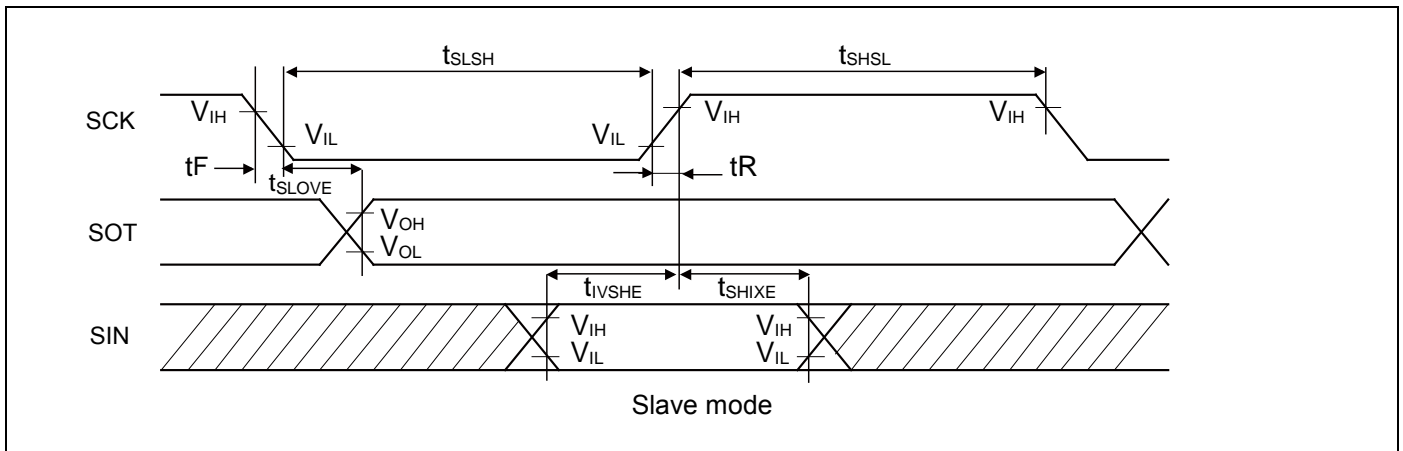 tSLSH tSHSL
SCK VIH VIL VIL VIH VIH
tF tSLOVE tR
SOT VOH
VOL
tIVSHE tSHIXE
SIN VIH VIH
VIL VIL
Slave mode